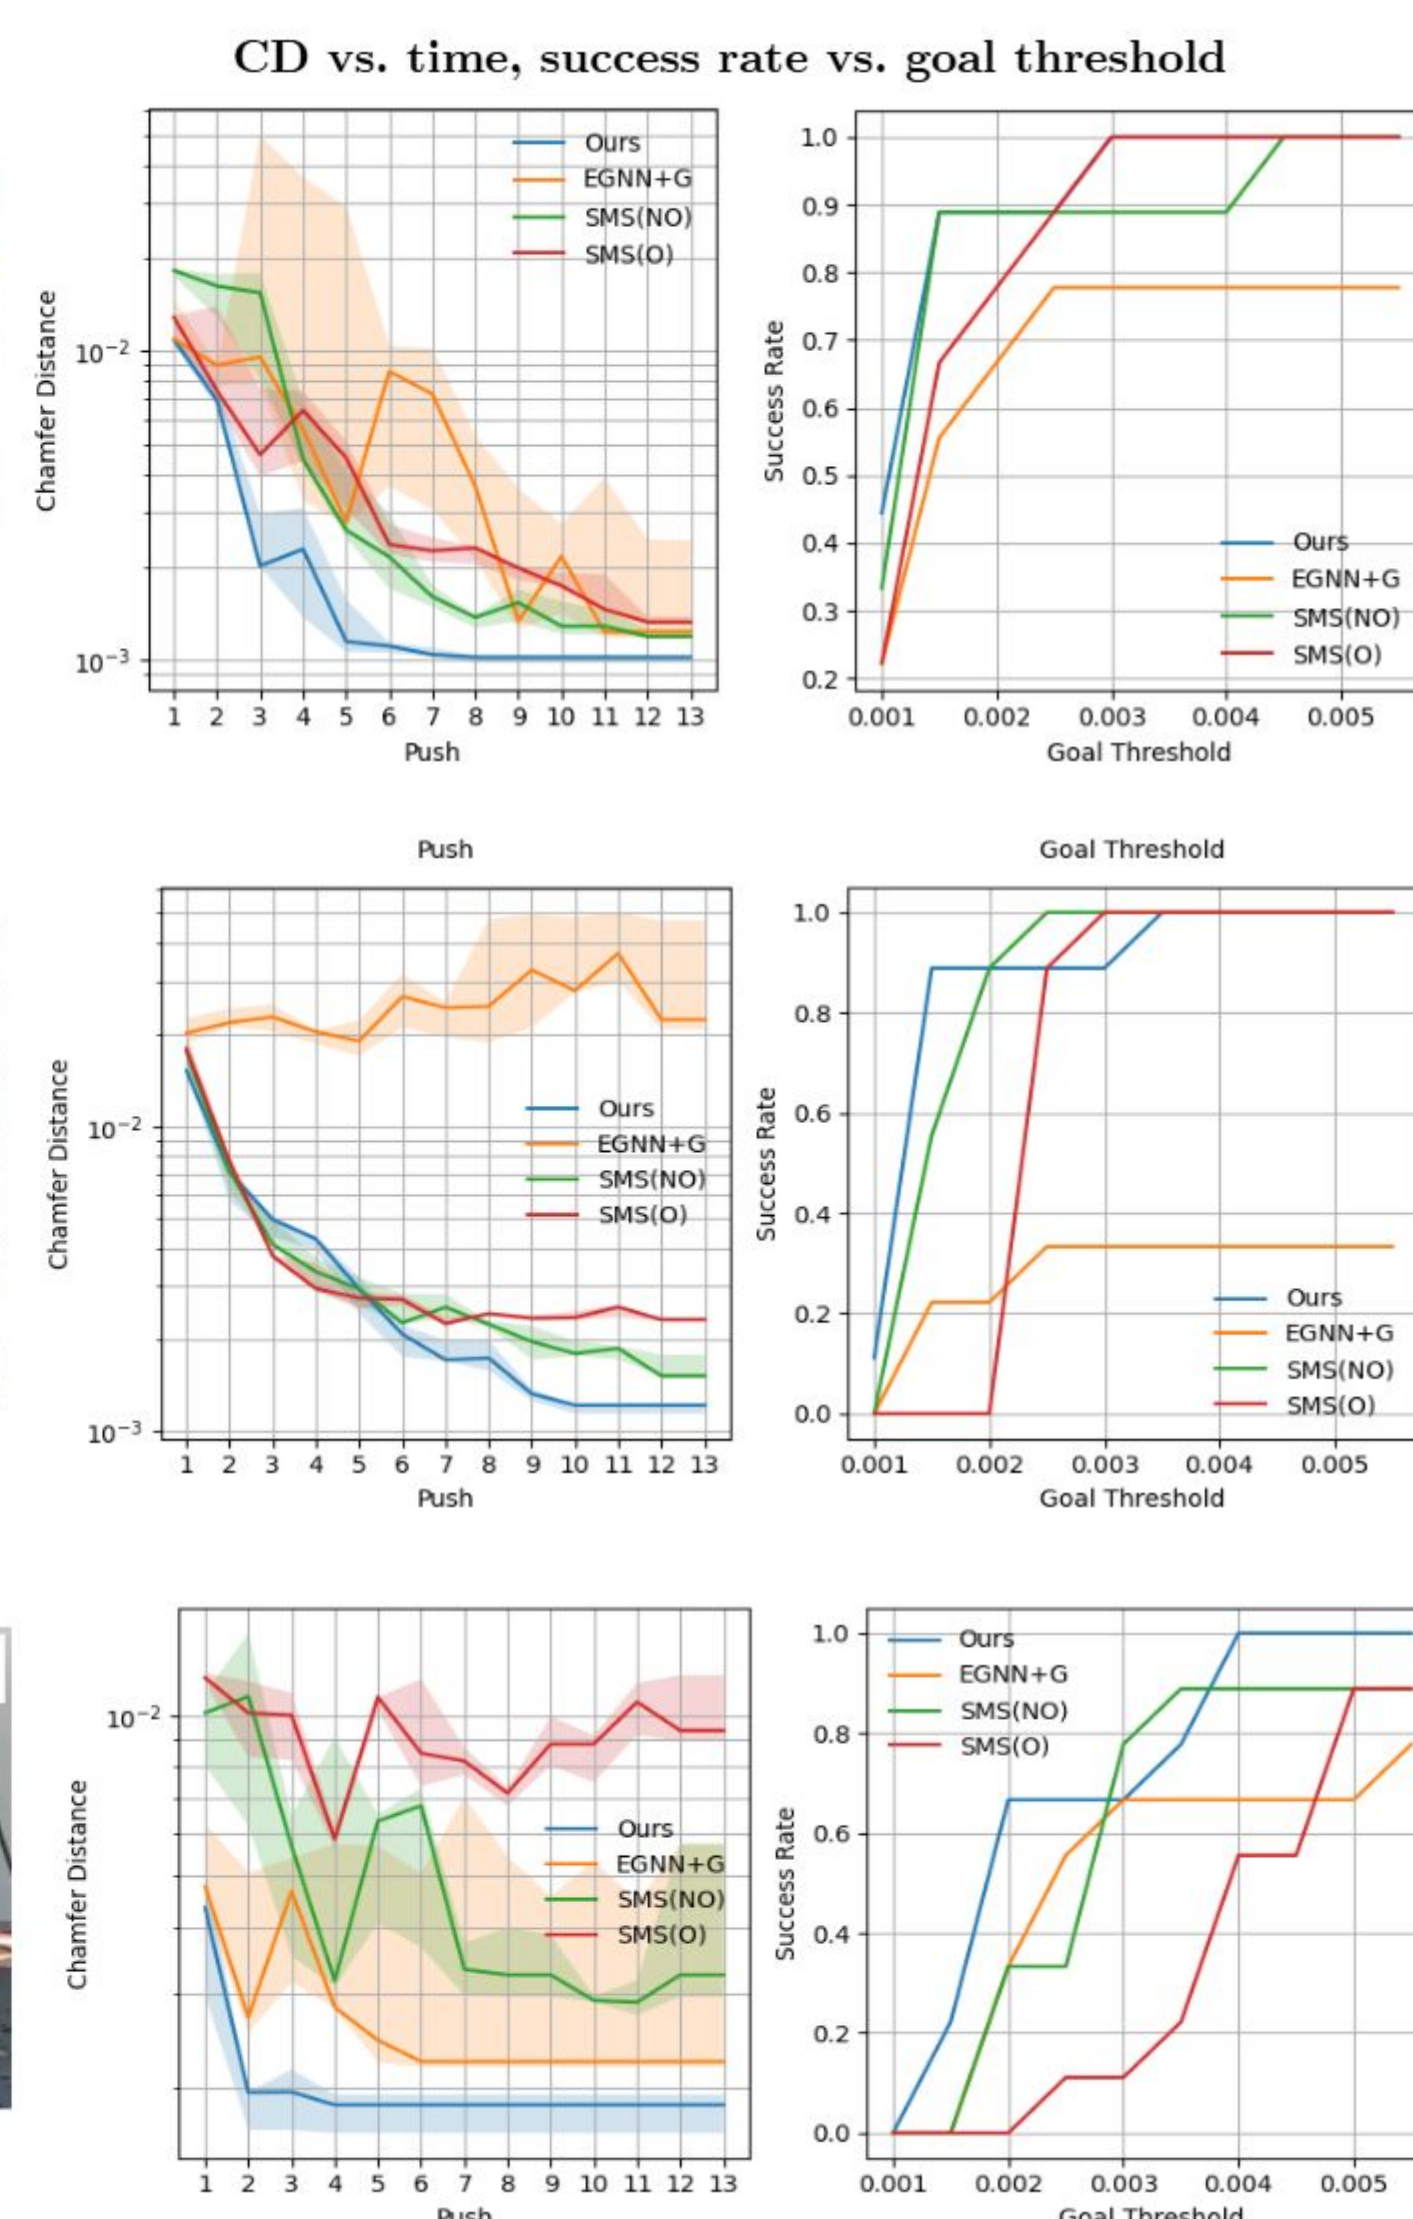 CD vs. time, success rate vs. goal threshold
Ours
EGNN+G
SMS(NO)
SMS(O)
Chamfer Distance
10⁻²
10⁻³
1 2 3 4 5 6 7 8 9 10 11 12 13
Push
1.0
0.9
0.8
0.7
0.6
0.5
0.4
0.3
0.2
Success Rate
Ours
EGNN+G
SMS(NO)
SMS(O)
0.001 0.002 0.003 0.004 0.005
Goal Threshold
Push
Goal Threshold
Chamfer Distance
10⁻²
10⁻³
Ours
EGNN+G
SMS(NO)
SMS(O)
1 2 3 4 5 6 7 8 9 10 11 12 13
Push
1.0
0.8
0.6
0.4
0.2
0.0
Success Rate
Ours
EGNN+G
SMS(NO)
SMS(O)
0.001 0.002 0.003 0.004 0.005
Goal Threshold
Chamfer Distance
10⁻²
Ours
EGNN+G
SMS(NO)
SMS(O)
1 2 3 4 5 6 7 8 9 10 11 12 13
Push
1.0
0.8
0.6
0.4
0.2
0.0
Success Rate
Ours
EGNN+G
SMS(NO)
SMS(O)
0.001 0.002 0.003 0.004 0.005
Goal Threshold